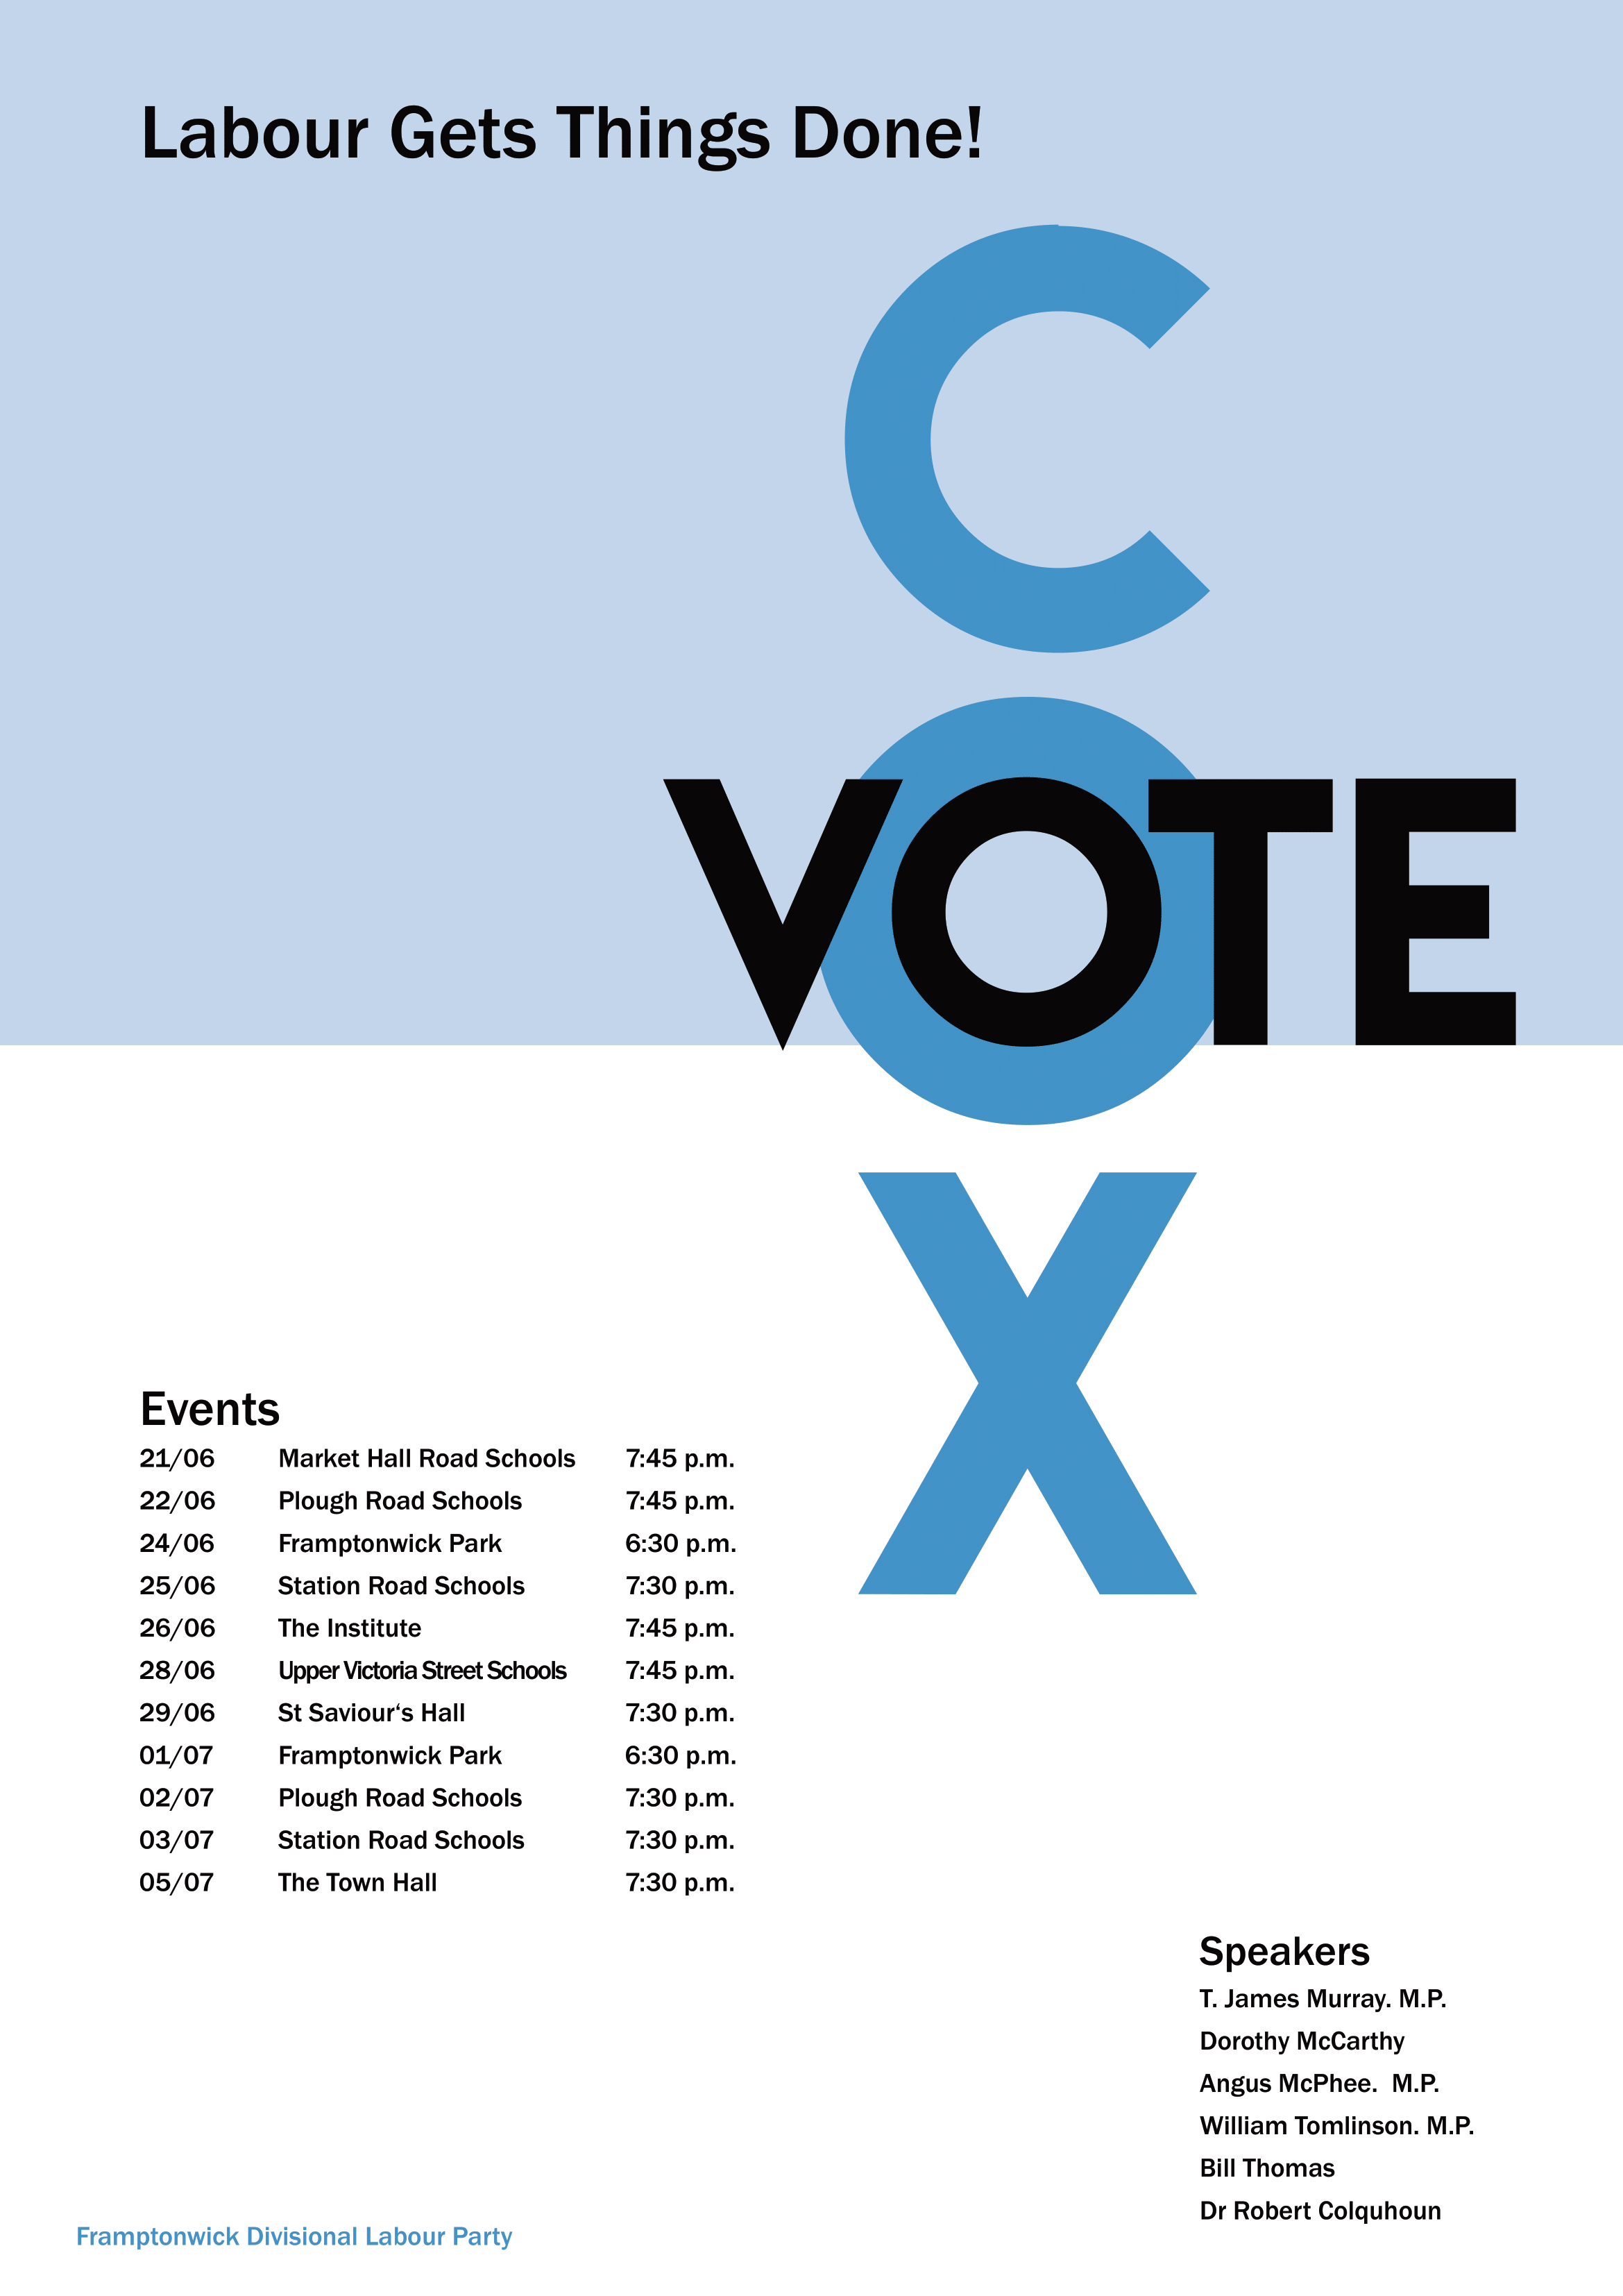 Labour Gets Things Done!
C
O
X
VOTE
Events
21/06 Market Hall Road Schools 7:45 p.m.
22/06 Plough Road Schools 7:45 p.m.
24/06 Framptonwick Park 6:30 p.m.
25/06 Station Road Schools 7:30 p.m.
26/06 The Institute 7:45 p.m.
28/06 Upper Victoria Street Schools 7:45 p.m.
29/06 St Saviour‘s Hall 7:30 p.m.
01/07 Framptonwick Park 6:30 p.m.
02/07 Plough Road Schools 7:30 p.m.
03/07 Station Road Schools 7:30 p.m.
05/07 The Town Hall 7:30 p.m.
Speakers
T. James Murray. M.P.
Dorothy McCarthy
Angus McPhee.  M.P.
William Tomlinson. M.P.
Bill Thomas
Dr Robert Colquhoun
Framptonwick Divisional Labour Party